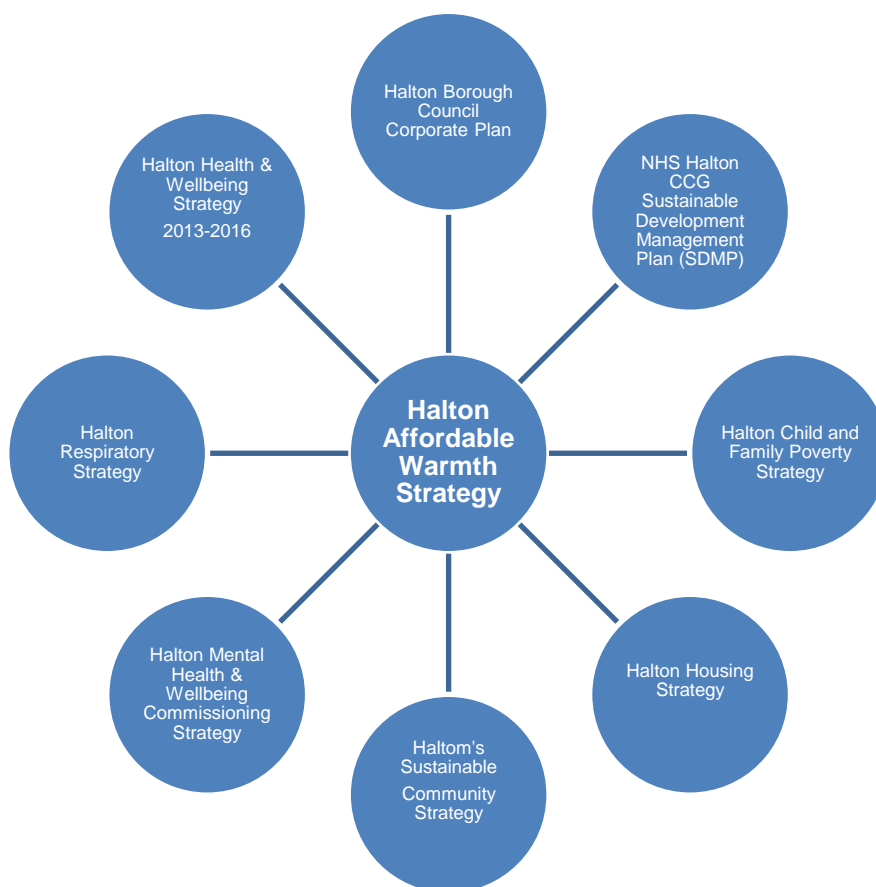 Halton Borough
Council
Corporate Plan
NHS Halton
CCG
Sustainable
Development
Management
Plan (SDMP)
Halton Child and
Family Poverty
Strategy
Halton Housing
Strategy
Haltom's
Sustainable
Community
Strategy
Halton Mental
Health &
Wellbeing
Commissioning
Strategy
Halton
Respiratory
Strategy
Halton Health &
Wellbeing
Strategy
2013-2016
Halton
Affordable
Warmth
Strategy